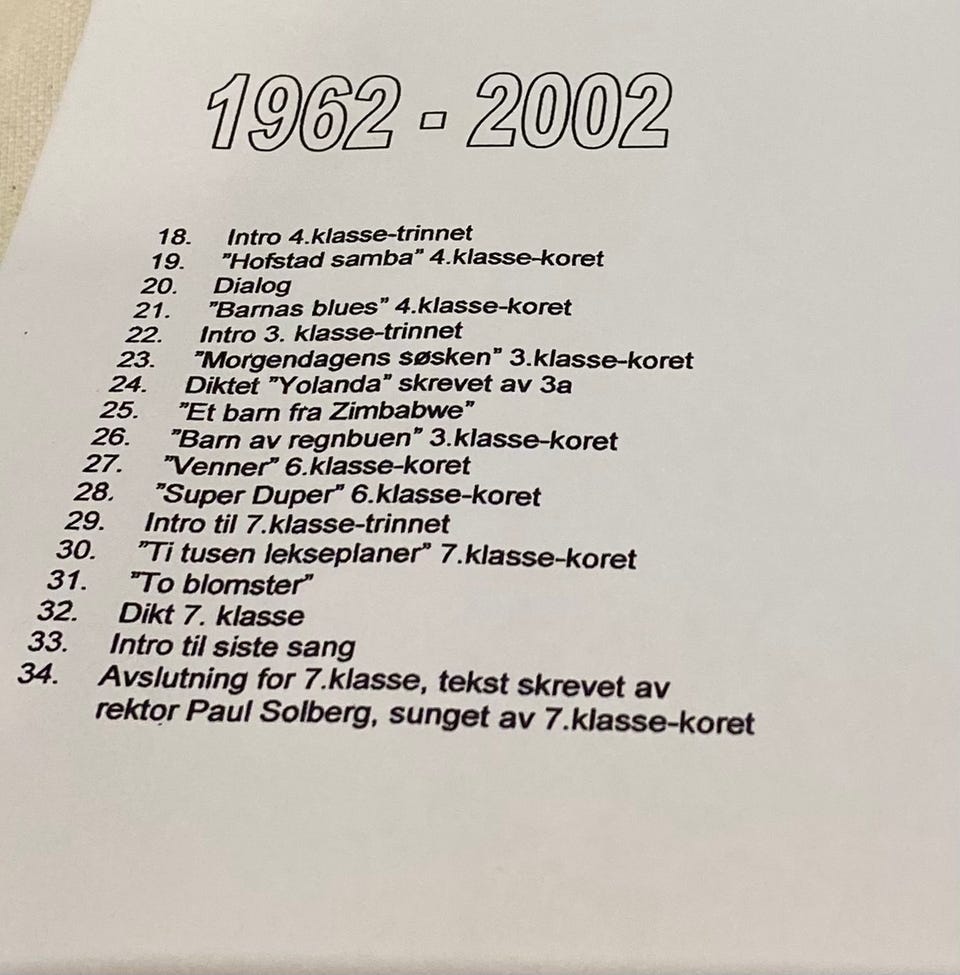 1962 - 2002
18. Intro 4.klasse-trinnet
19. ”Hofstad samba” 4.klasse-koret
20. Dialog
21. ”Barnas blues” 4.klasse-koret
22. Intro 3. klasse-trinnet
23. ”Morgendagens søsken” 3.klasse-koret
24. Diktet ”Yolanda” skrevet av 3a
25. ”Et barn fra Zimbabwe”
26. ”Barn av regnbuen” 3.klasse-koret
27. ”Venner” 6.klasse-koret
28. ”Super Duper” 6.klasse-koret
29. Intro til 7.klasse-trinnet
30. ”Ti tusen lekseplaner” 7.klasse-koret
31. ”To blomster”
32. Dikt 7. klasse
33. Intro til siste sang
34. Avslutning for 7.klasse, tekst skrevet av
rektor Paul Solberg, sunget av 7.klasse-koret